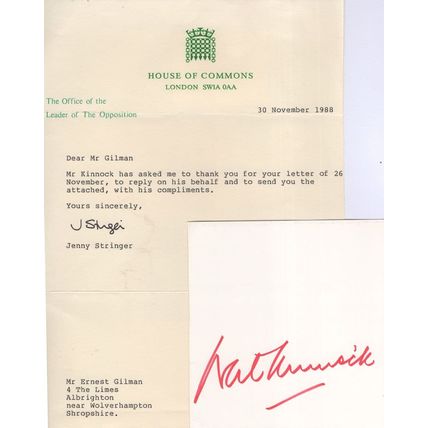 HOUSE OF COMMONS
LONDON SW1A 0AA
The Office of the
Leader of The Opposition
30 November 1988
Dear Mr Gilman
Mr Kinnock has asked me to thank you for your letter of 26
November, to reply on his behalf and to send you the
attached, with his compliments.
Yours sincerely,
J Stringer
Jenny Stringer
Neil Kinnock
Mr Ernest Gilman
4 The Limes
Albrighton
near Wolverhampton
Shropshire.